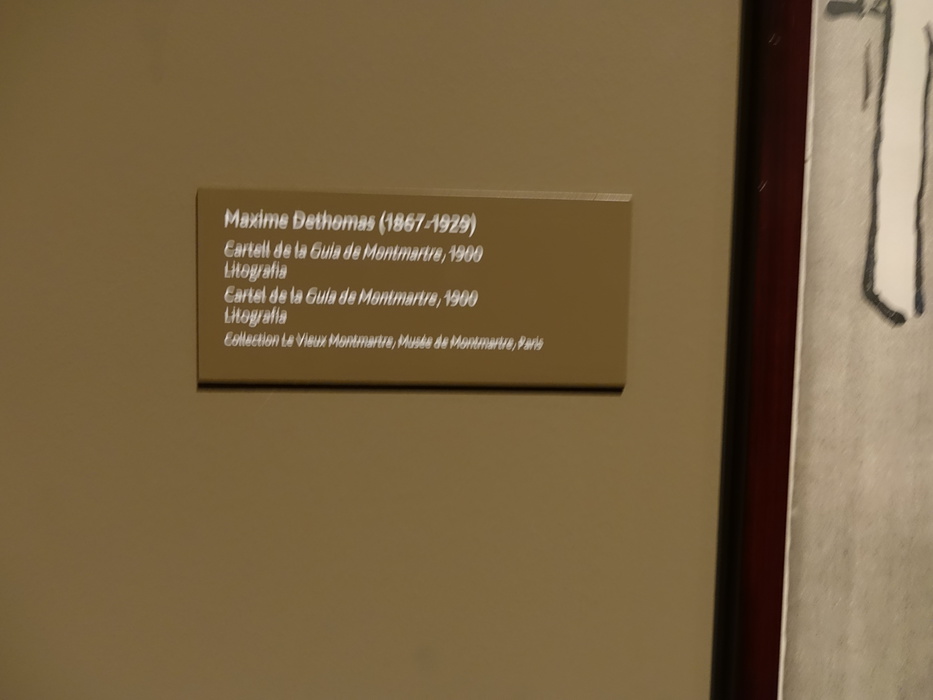 Maxime Dethomas (1867-1929)
Cartell de la Guia de Montmartre, 1900
Litografia
Cartel de la Guía de Montmartre, 1900
Litografía
Collection Le Vieux Montmartre, Musée de Montmartre, Paris